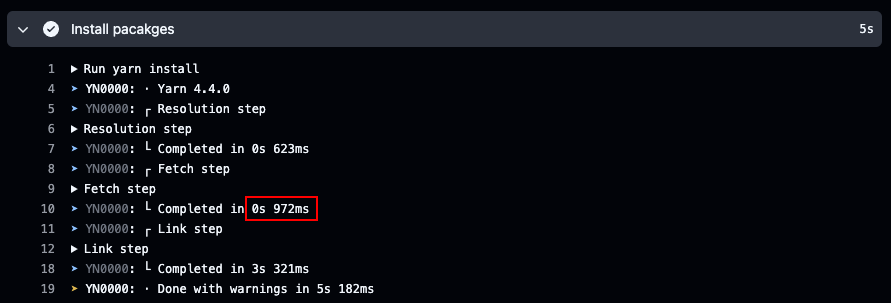 Install pacakges 5s
1 ▶ Run yarn install
4 ➤ YN0000: · Yarn 4.4.0
5 ➤ YN0000: ┌ Resolution step
6 ▶ Resolution step
7 ➤ YN0000: └ Completed in 0s 623ms
8 ➤ YN0000: ┌ Fetch step
9 ▶ Fetch step
10 ➤ YN0000: └ Completed in 0s 972ms
11 ➤ YN0000: ┌ Link step
12 ▶ Link step
18 ➤ YN0000: └ Completed in 3s 321ms
19 ➤ YN0000: · Done with warnings in 5s 182ms